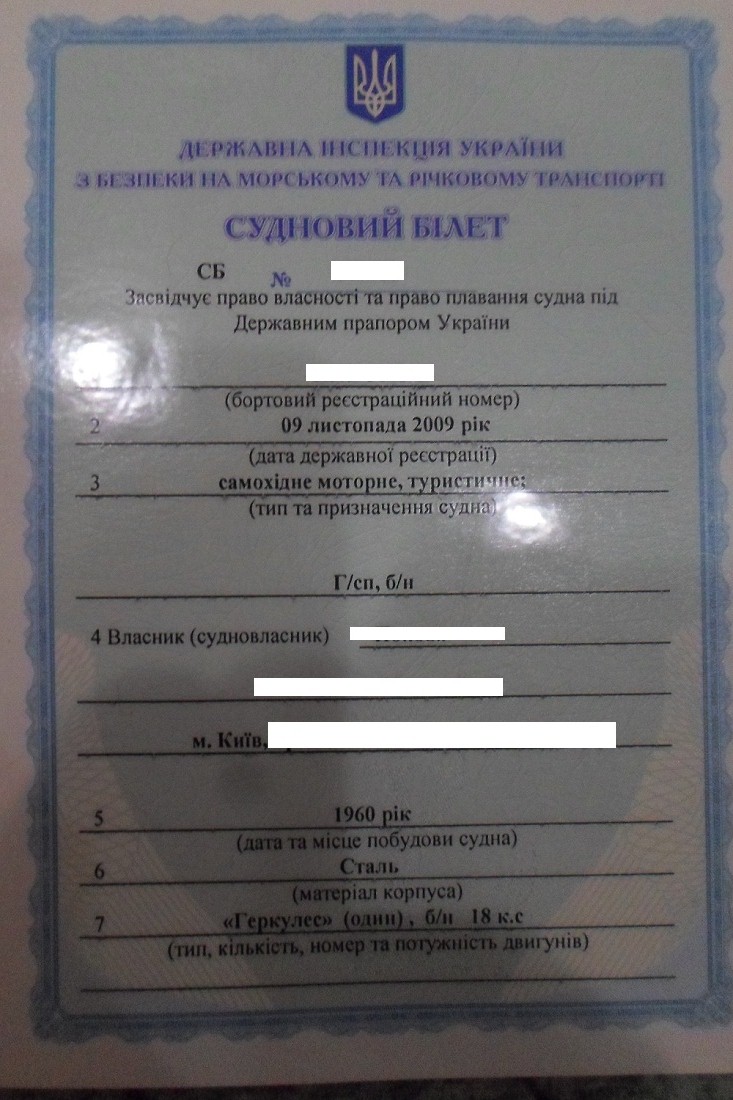 ДЕРЖАВНА ІНСПЕКЦІЯ УКРАЇНИ
З БЕЗПЕКИ НА МОРСЬКОМУ ТА РІЧКОВОМУ ТРАНСПОРТІ
СУДНОВИЙ БІЛЕТ
СБ №
Засвідчує право власності та право плавання судна під
Державним прапором України
(бортовий реєстраційний номер)
2 09 листопада 2009 рік
(дата державної реєстрації)
3 самохідне моторне, туристичне;
(тип та призначення судна)
Г/сп, б/н
4 Власник (судновласник)
м. Київ,
5 1960 рік
(дата та місце побудови судна)
6 Сталь
(матеріал корпуса)
7 «Геркулес» (один) , б/н 18 к.с
(тип, кількість, номер та потужність двигунів)